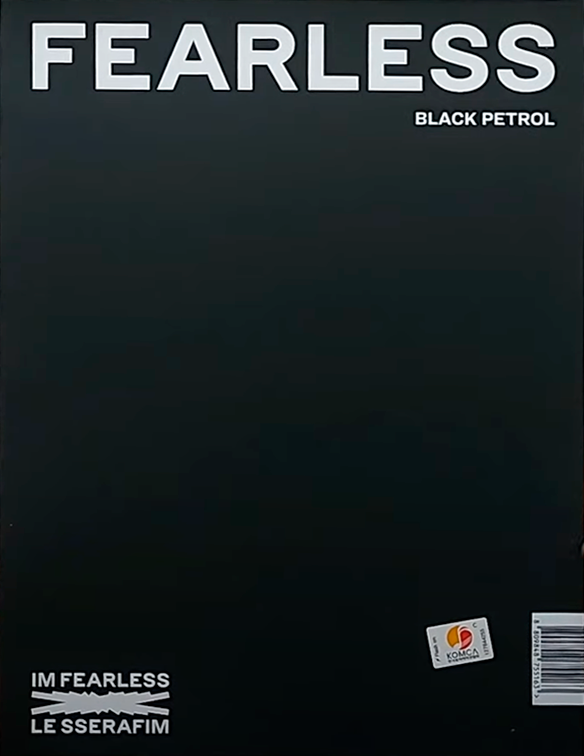 FEARLESS
BLACK PETROL
IM FEARLESS
LE SSERAFIM
KOMCA